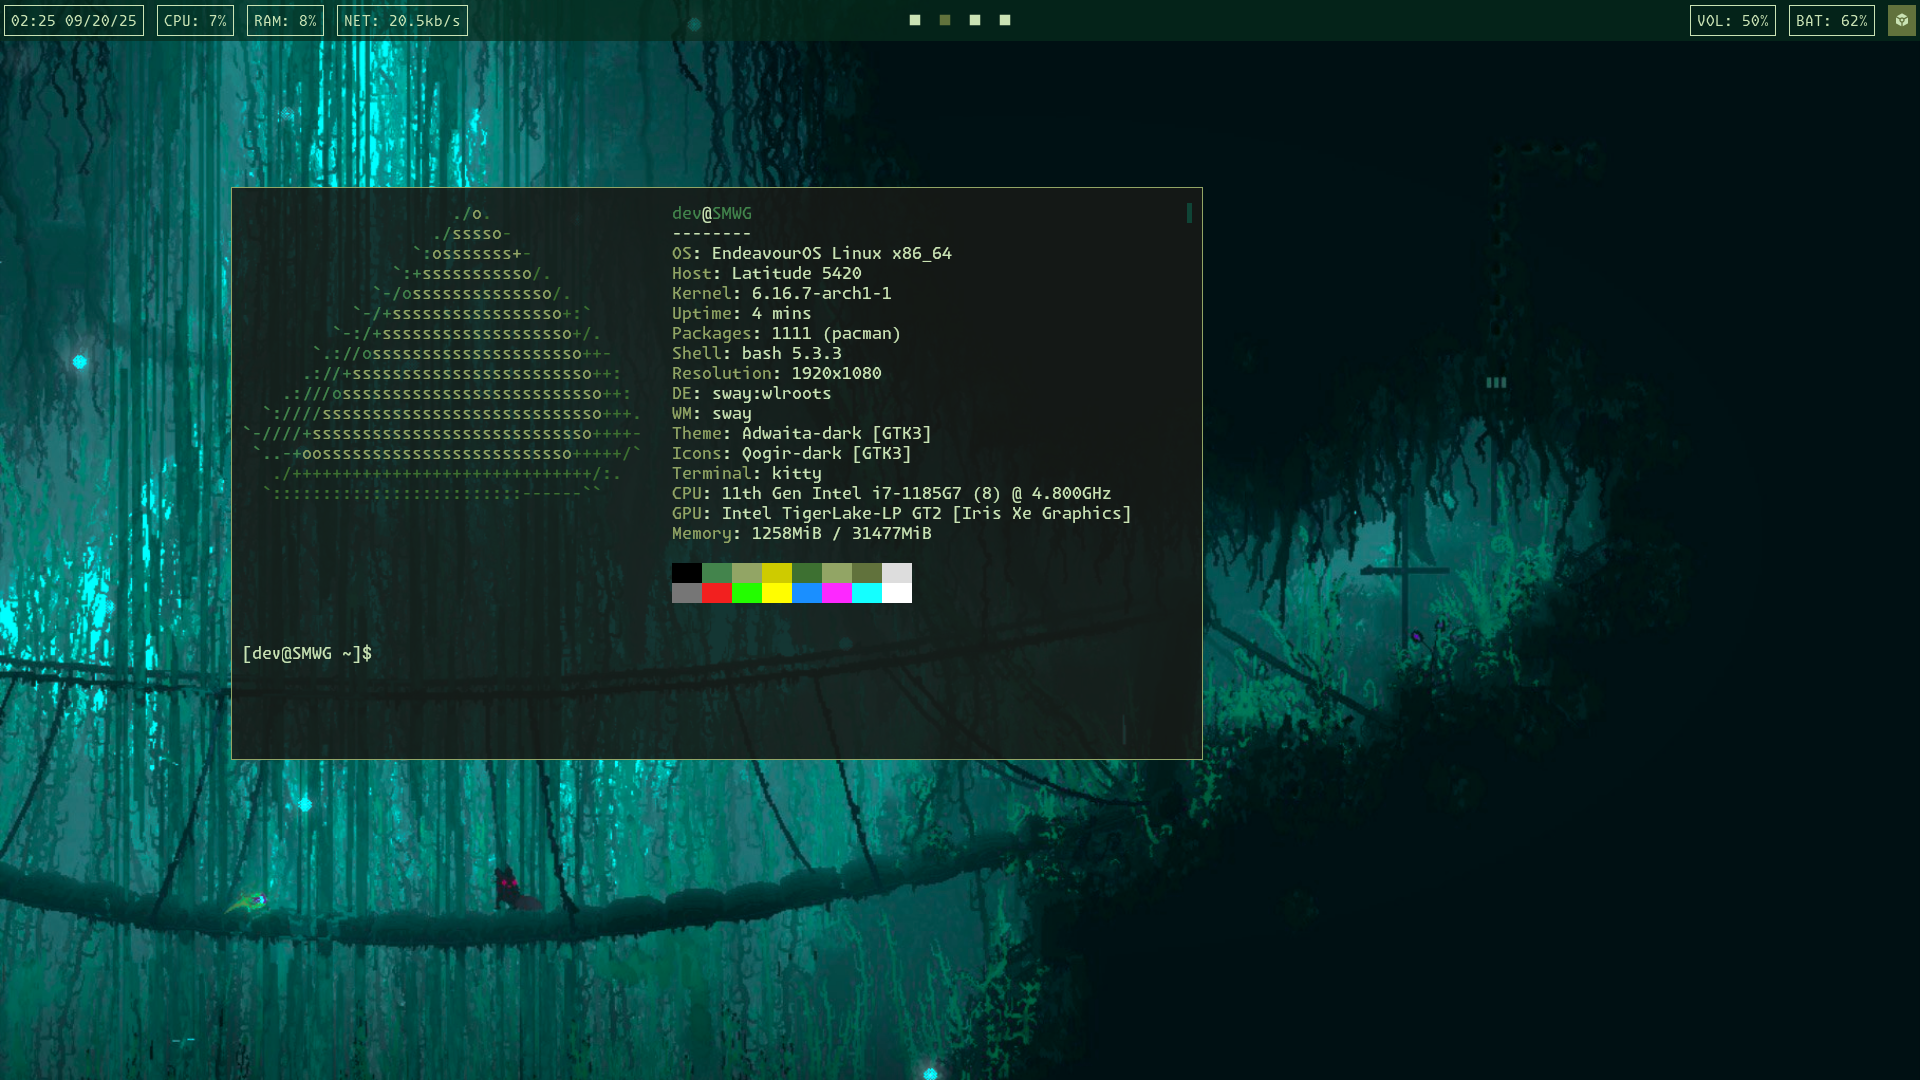 02:25 09/20/25 CPU: 7% RAM: 8% NET: 20.5kb/s VOL: 50% BAT: 62%
./o.
./sssso-
`:osssssss+-
`:+sssssssssso/.
`-/ossssssssssssso/.
`-/+sssssssssssssssso+:`
`-:/+sssssssssssssssssso+/.
`.://osssssssssssssssssssso++-
.://+ssssssssssssssssssssssso++:
.:///ossssssssssssssssssssssssso++:
`:////ssssssssssssssssssssssssssso+++.
`-////+ssssssssssssssssssssssssssso++++-
`..-+oosssssssssssssssssssssssso+++++/`
./++++++++++++++++++++++++++++++/:.
`:::::::::::::::::::::::::------``
dev@SMWG
--------
OS: EndeavourOS Linux x86_64
Host: Latitude 5420
Kernel: 6.16.7-arch1-1
Uptime: 4 mins
Packages: 1111 (pacman)
Shell: bash 5.3.3
Resolution: 1920x1080
DE: sway:wlroots
WM: sway
Theme: Adwaita-dark [GTK3]
Icons: Qogir-dark [GTK3]
Terminal: kitty
CPU: 11th Gen Intel i7-1185G7 (8) @ 4.800GHz
GPU: Intel TigerLake-LP GT2 [Iris Xe Graphics]
Memory: 1258MiB / 31477MiB
[dev@SMWG ~]$